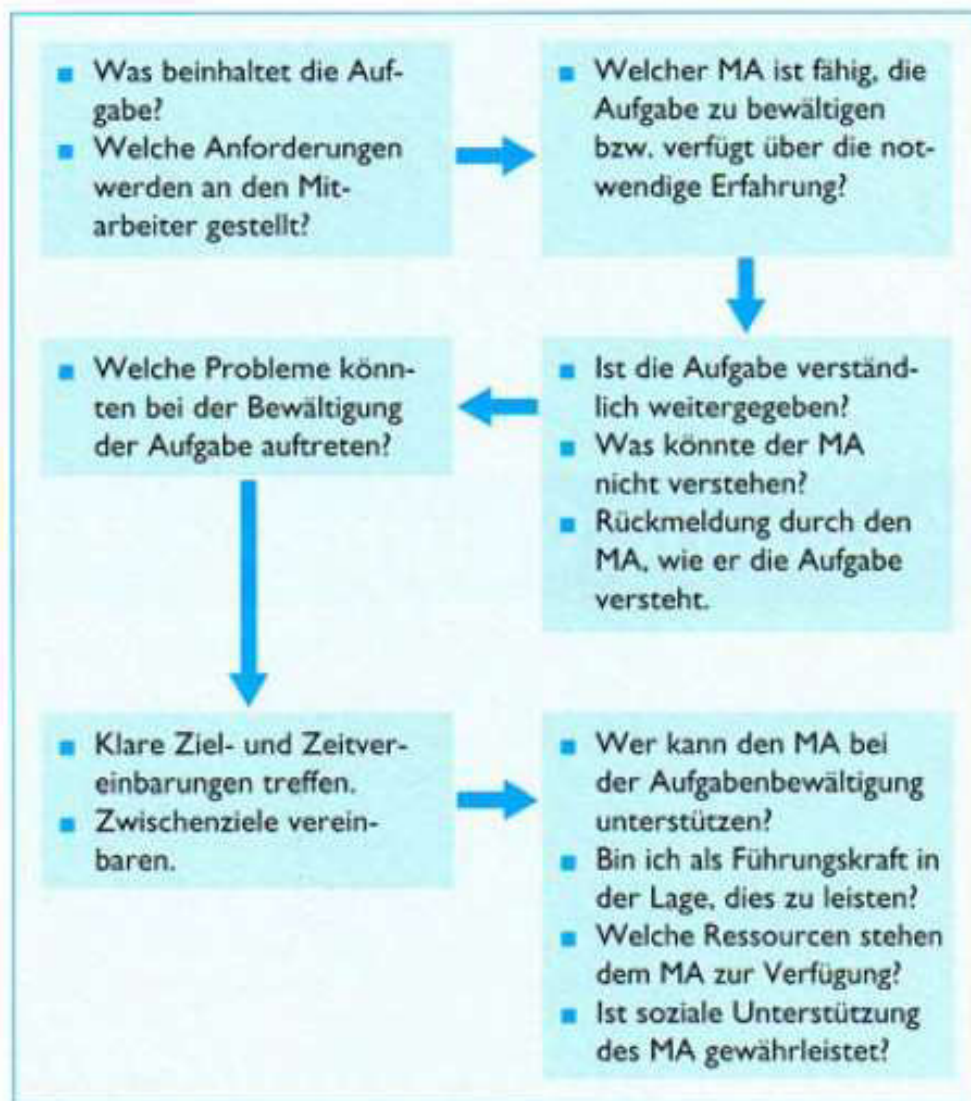 Was beinhaltet die Auf-
gabe?
Welche Anforderungen
werden an den Mit-
arbeiter gestellt?
Welcher MA ist fähig, die
Aufgabe zu bewältigen
bzw. verfügt über die not-
wendige Erfahrung?
Ist die Aufgabe verständ-
lich weitergegeben?
Was könnte der MA
nicht verstehen?
Rückmeldung durch den
MA, wie er die Aufgabe
versteht.
Welche Probleme könn-
ten bei der Bewältigung
der Aufgabe auftreten?
Klare Ziel- und Zeitver-
einbarungen treffen.
Zwischenziele verein-
baren.
Wer kann den MA bei
der Aufgabenbewältigung
unterstützen?
Bin ich als Führungskraft in
der Lage, dies zu leisten?
Welche Ressourcen stehen
dem MA zur Verfügung?
Ist soziale Unterstützung
des MA gewährleistet?